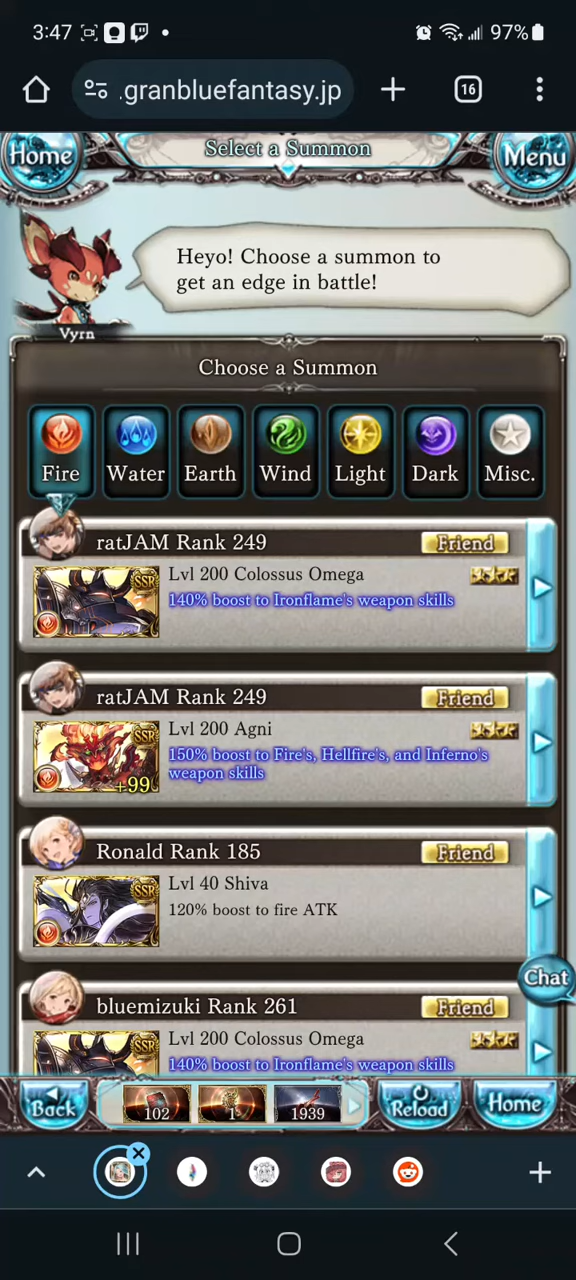 3:47
97%
.granbluefantasy.jp
16
Home
Select a Summon
Menu
Heyo! Choose a summon to
get an edge in battle!
Vyrn
Choose a Summon
Fire
Water
Earth
Wind
Light
Dark
Misc.
ratJAM Rank 249
Friend
SSR
Lvl 200 Colossus Omega
140% boost to Ironflame's weapon skills
ratJAM Rank 249
Friend
SSR
Lvl 200 Agni
150% boost to Fire's, Hellfire's, and Inferno's
weapon skills
+99
Ronald Rank 185
Friend
SSR
Lvl 40 Shiva
120% boost to fire ATK
Chat
bluemizuki Rank 261
Friend
SSR
Lvl 200 Colossus Omega
140% boost to Ironflame's weapon skills
Back
102
1
1939
Reload
Home